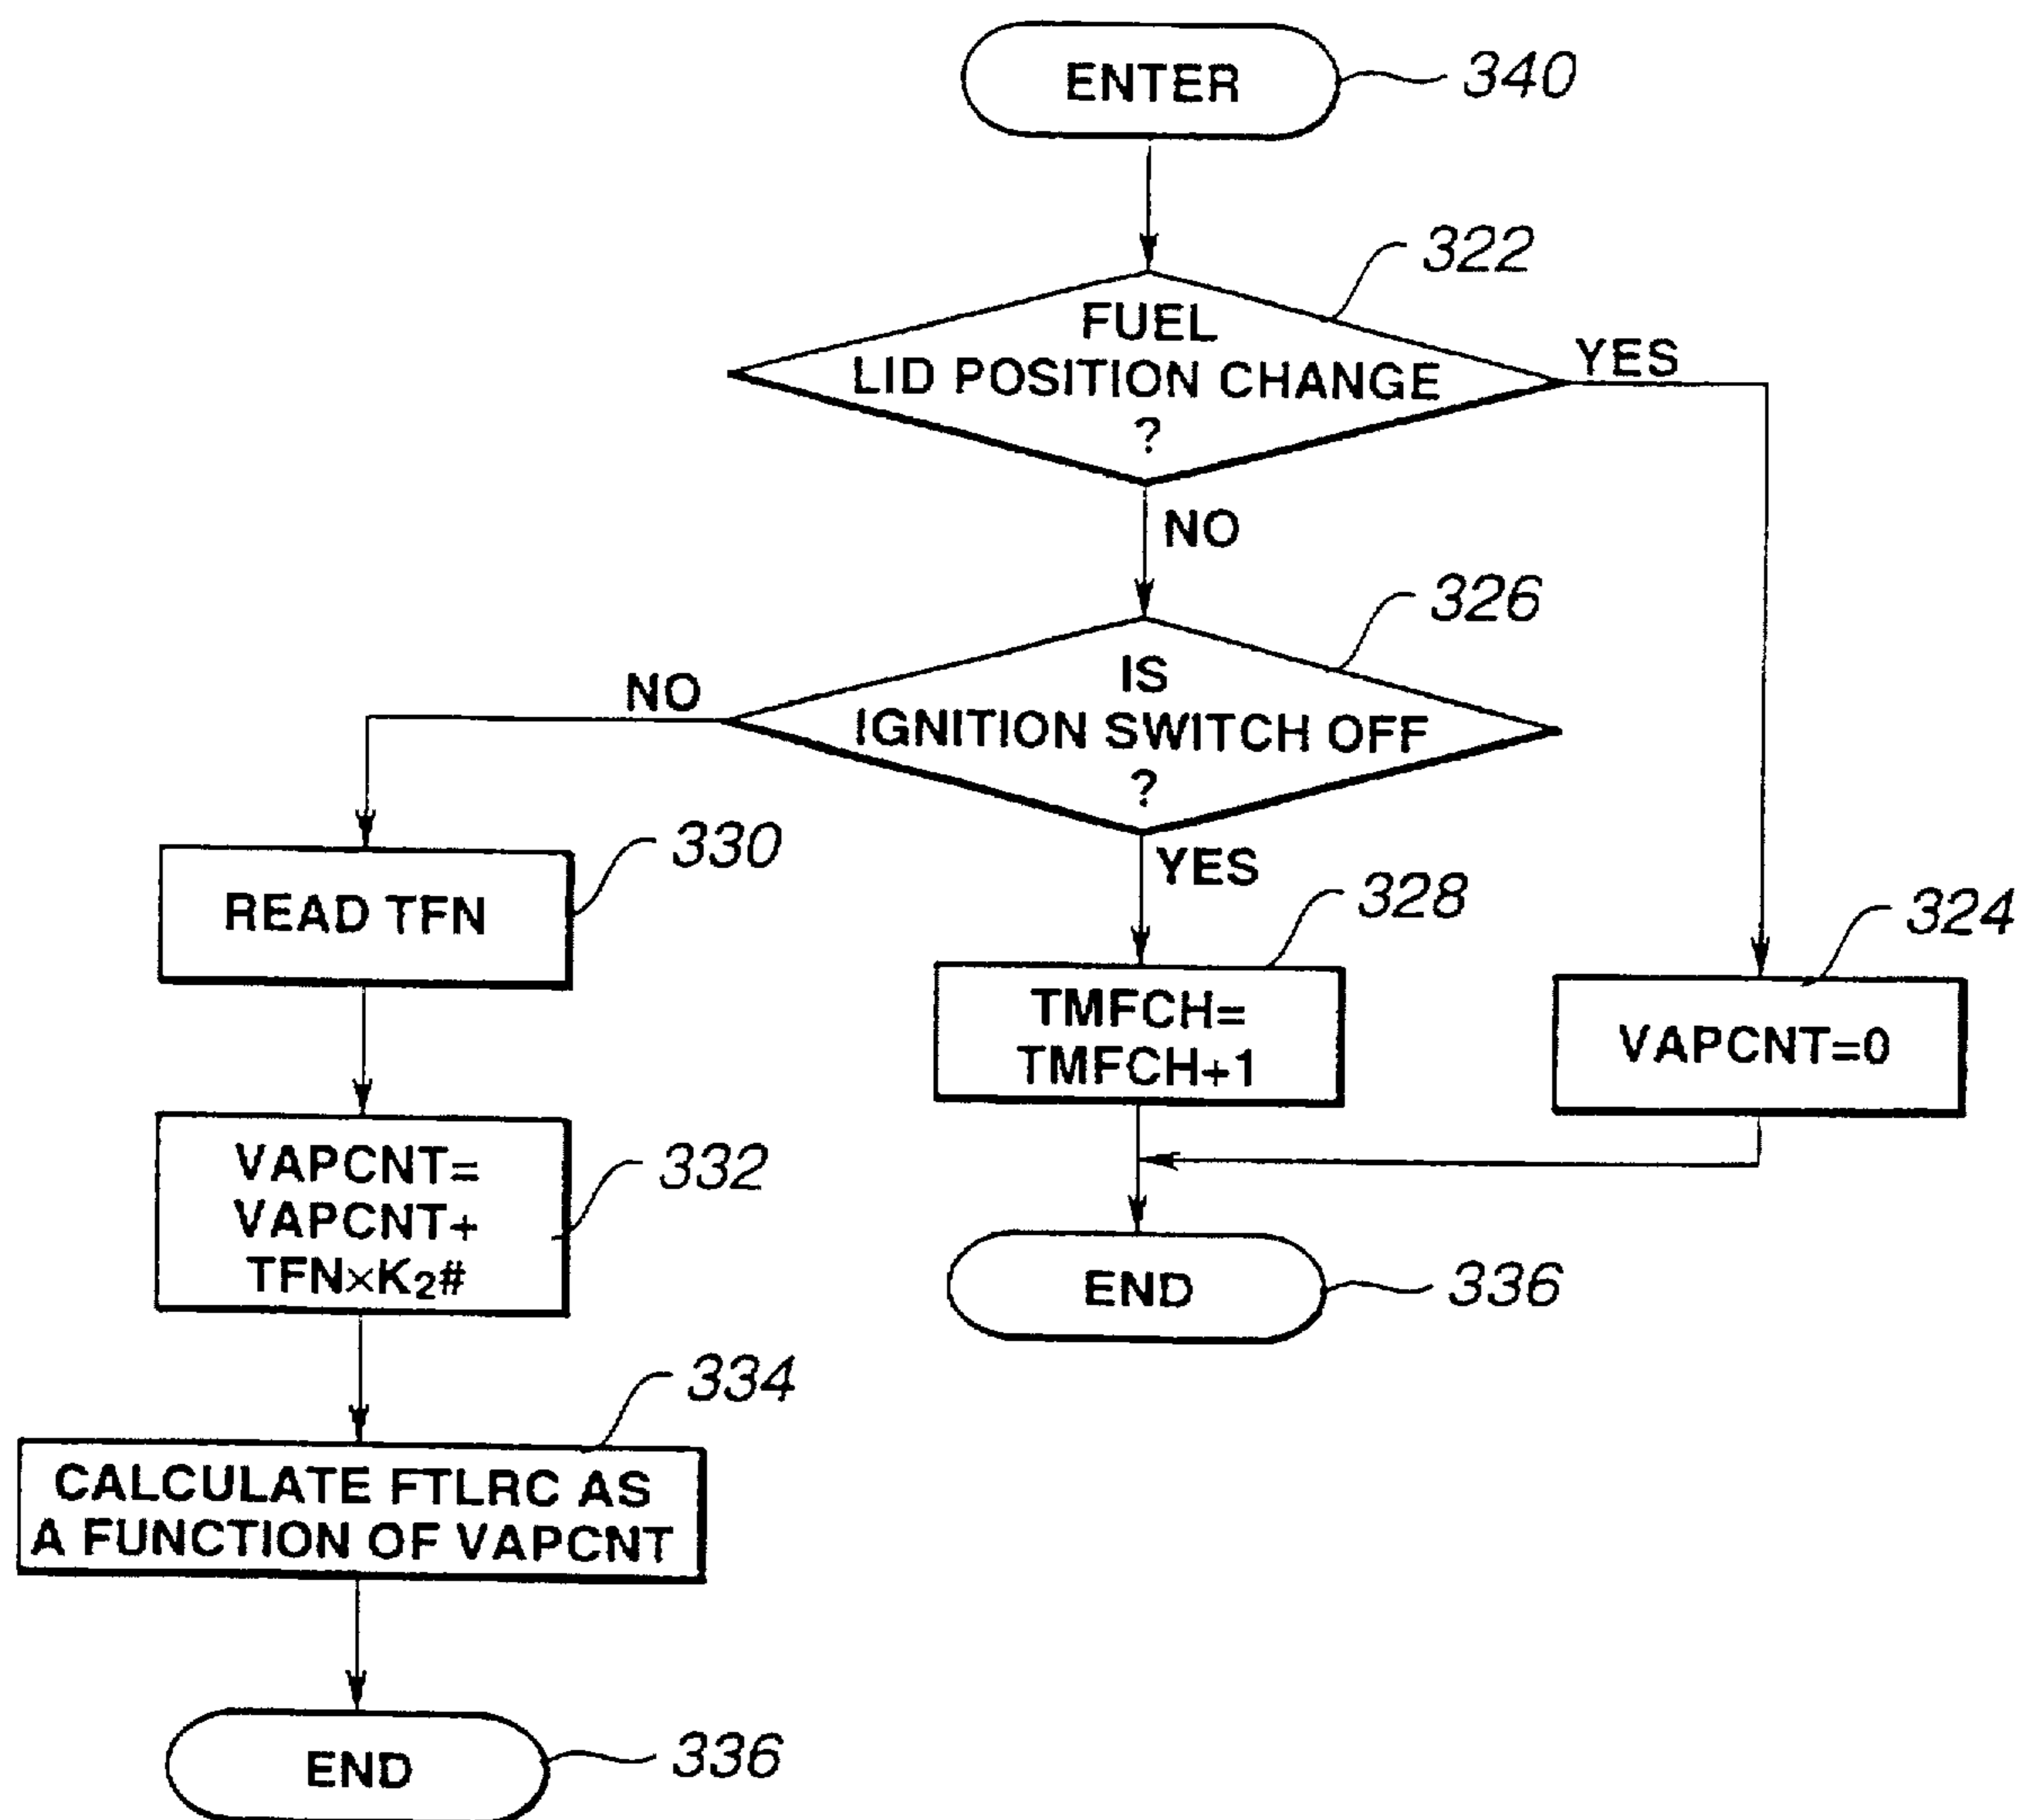 ENTER
340
322
FUEL
LID POSITION CHANGE
?
YES
NO
326
IS
IGNITION SWITCH OFF
?
NO
YES
330
READ TFN
328
TMFCH=
TMFCH+1
324
VAPCNT=0
332
VAPCNT=
VAPCNT+
TFN×K₂#
END
336
334
CALCULATE FTLRC AS
A FUNCTION OF VAPCNT
END
336